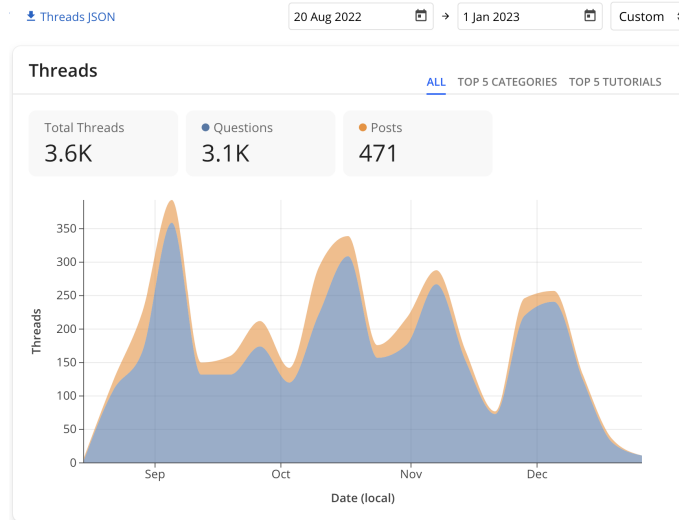 Threads JSON
20 Aug 2022
1 Jan 2023
Custom
Threads
ALL TOP 5 CATEGORIES TOP 5 TUTORIALS
Total Threads
3.6K
Questions
3.1K
Posts
471
350
300
250
200
150
100
50
0
Threads
Sep Oct Nov Dec
Date (local)